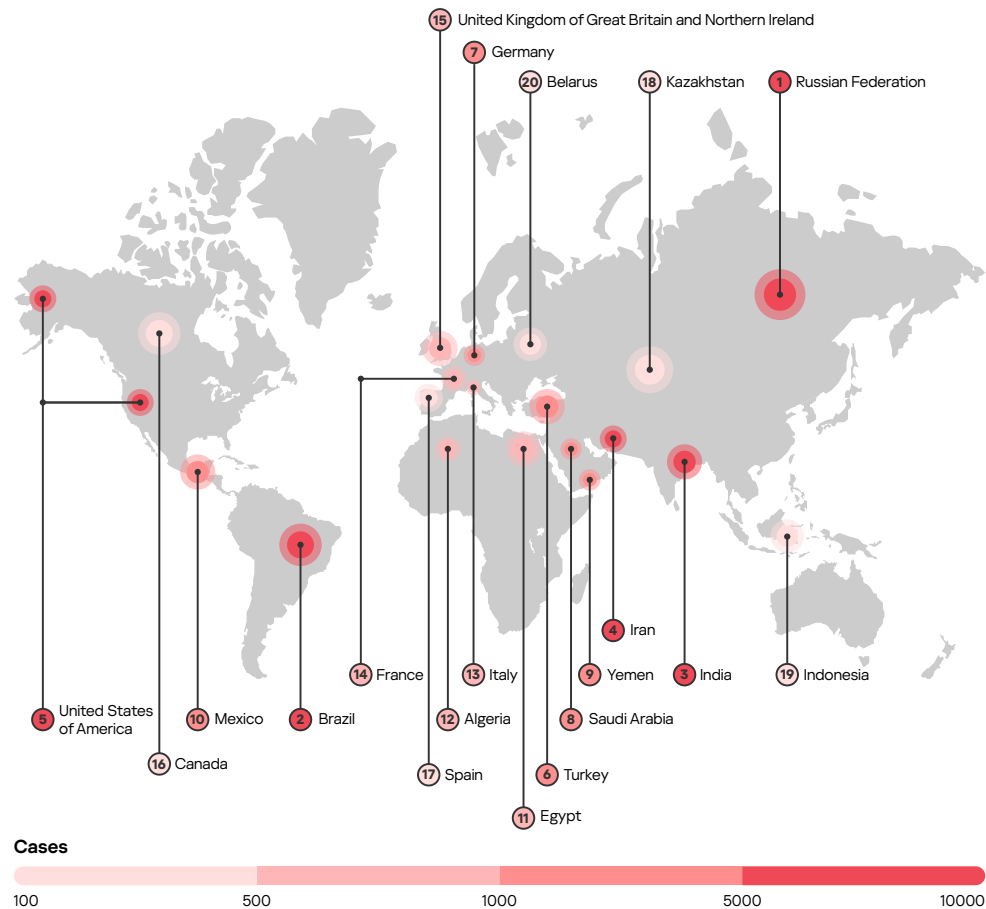 15 United Kingdom of Great Britain and Northern Ireland
7 Germany
20 Belarus
18 Kazakhstan
1 Russian Federation
4 Iran
14 France
13 Italy
9 Yemen
3 India
19 Indonesia
5 United States
of America
10 Mexico
2 Brazil
12 Algeria
8 Saudi Arabia
16 Canada
17 Spain
6 Turkey
11 Egypt
Cases
100 500 1000 5000 10000